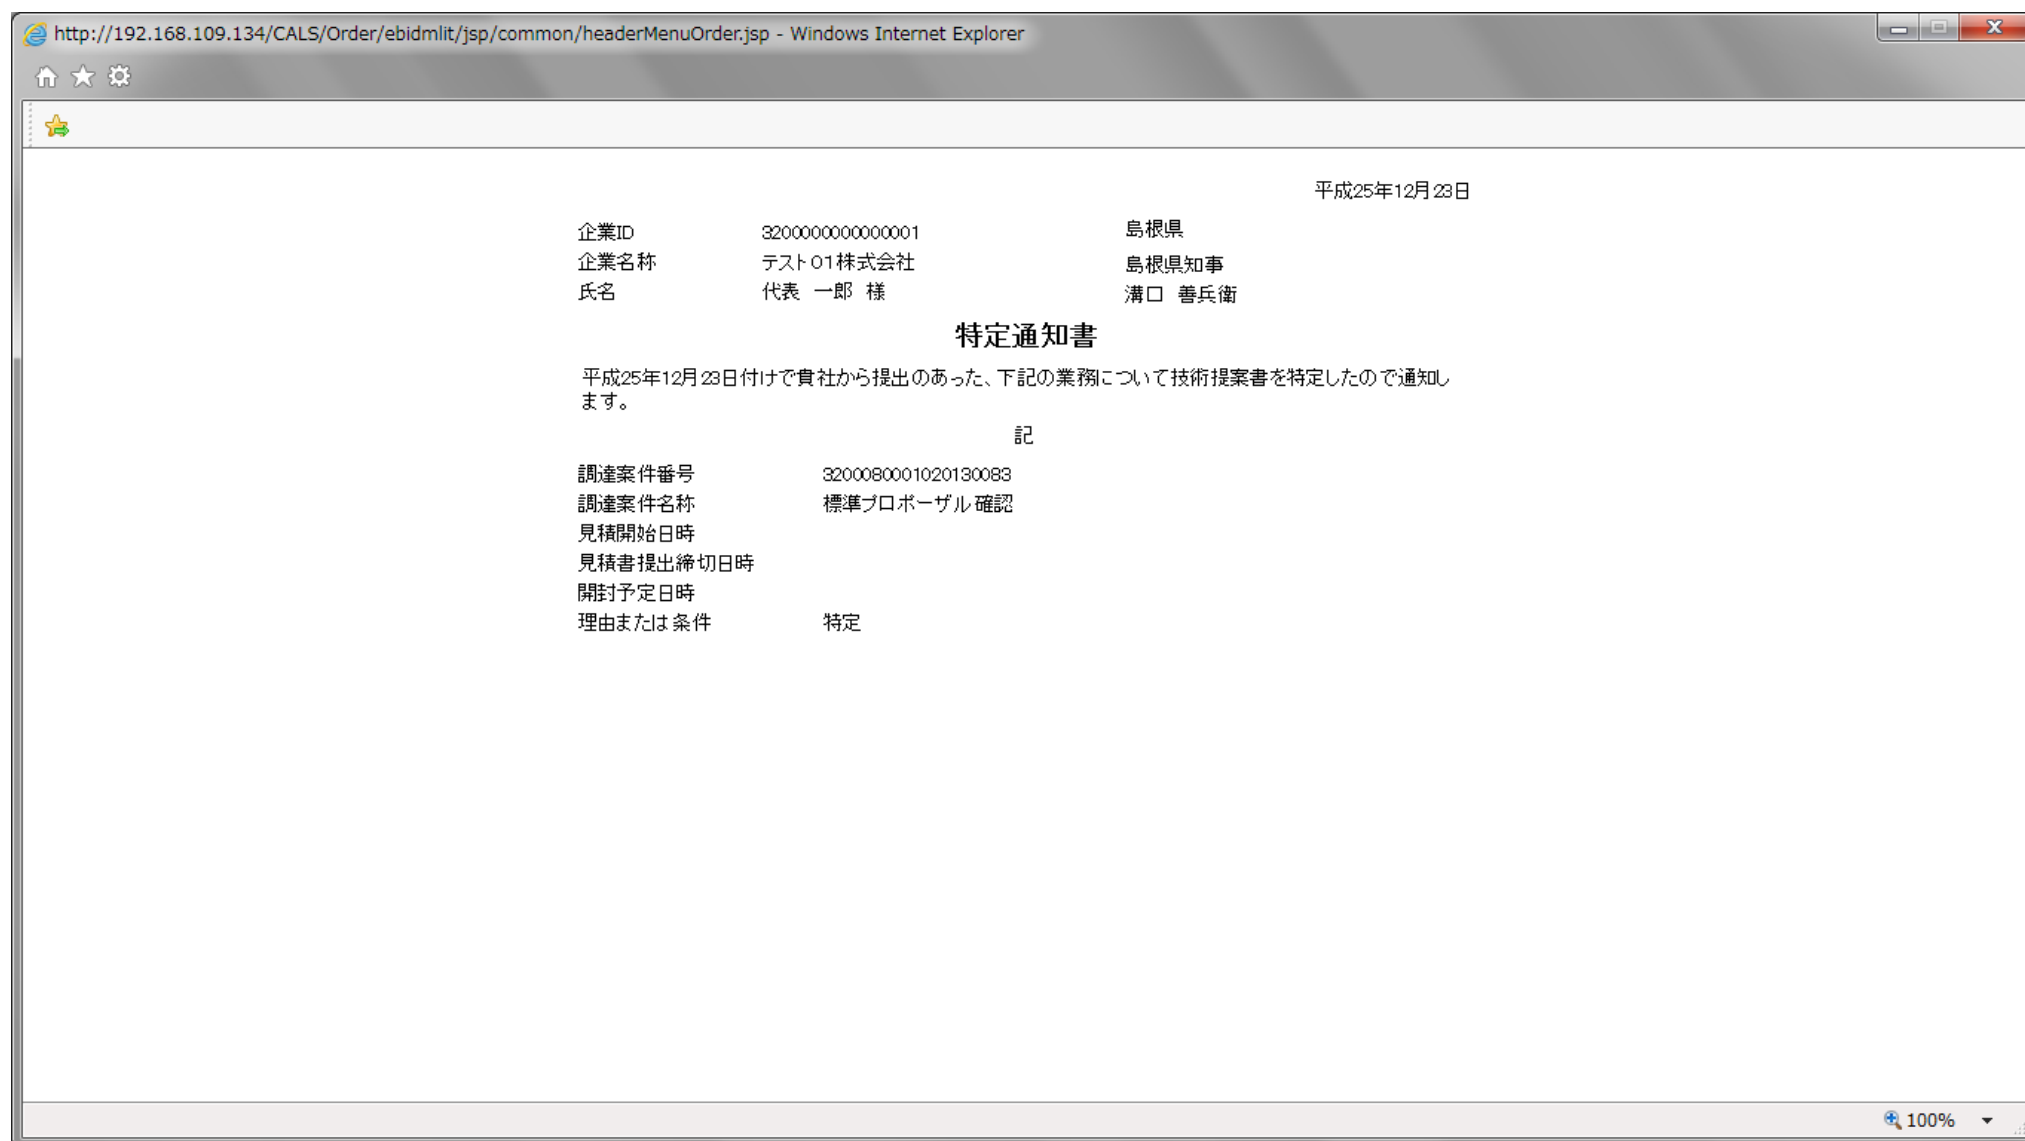 http://192.168.109.134/CALS/Order/ebidmlit/jsp/common/headerMenuOrder.jsp - Windows Internet Explorer
平成25年12月23日
企業ID 3200000000000001 島根県
企業名称 テスト01株式会社 島根県知事
氏名 代表 一郎 様 溝口 善兵衛
特定通知書
平成25年12月23日付けで貴社から提出のあった、下記の業務について技術提案書を特定したので通知し
ます。
記
調達案件番号 3200800001020130083
調達案件名称 標準プロポーザル確認
見積開始日時
見積書提出締切日時
開封予定日時
理由または条件 特定
100%